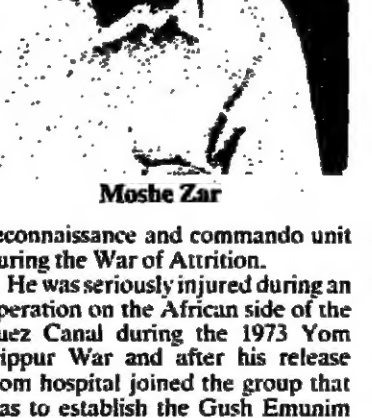 Moshe Zar
econnaissance and commando unit
uring the War of Attrition.
He was seriously injured during an
peration on the African side of the
uez Canal during the 1973 Yom
ippur War and after his release
om hospital joined the group that
as to establish the Gush Emunim